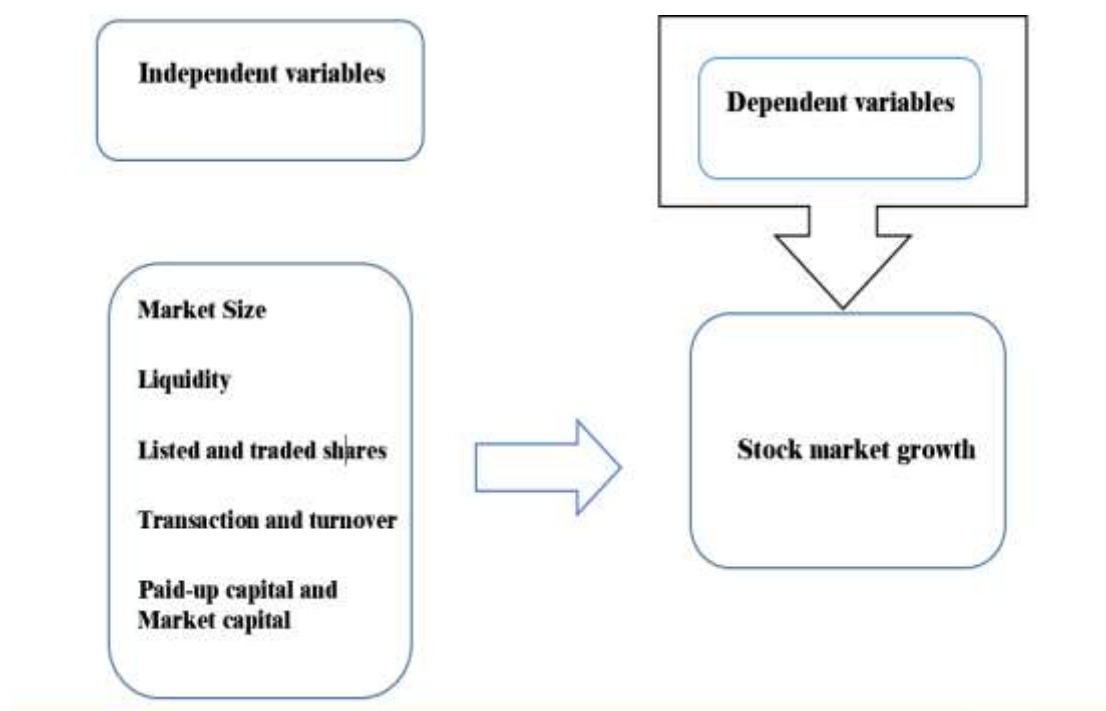 Independent variables
Dependent variables
Market Size
Liquidity
Listed and traded shares
Transaction and turnover
Paid-up capital and
Market capital
Stock market growth